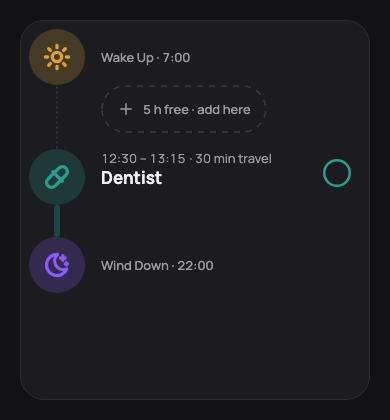 Wake Up · 7:00
5 h free · add here
12:30 – 13:15 · 30 min travel
Dentist
Wind Down · 22:00